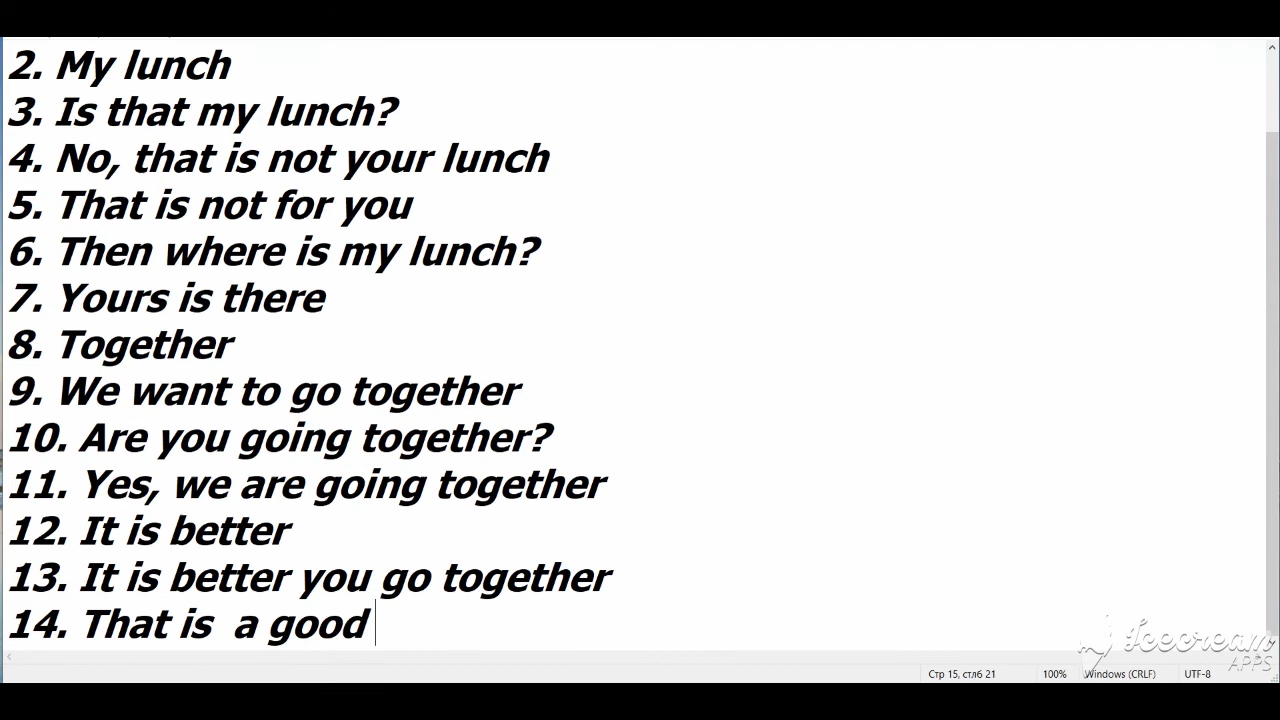 2. My lunch
3. Is that my lunch?
4. No, that is not your lunch
5. That is not for you
6. Then where is my lunch?
7. Yours is there
8. Together
9. We want to go together
10. Are you going together?
11. Yes, we are going together
12. It is better
13. It is better you go together
14. That is  a good
Icecream
APPS
Стр 15, стлб 21 100% Windows (CRLF) UTF-8